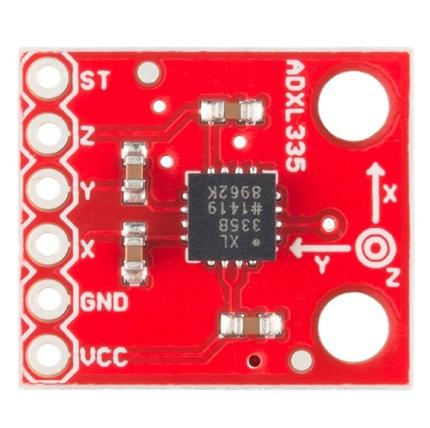 ST
Z
Y
X
GND
VCC
ADXL335
XL
335B
#1419
8962K
X
Y
Z